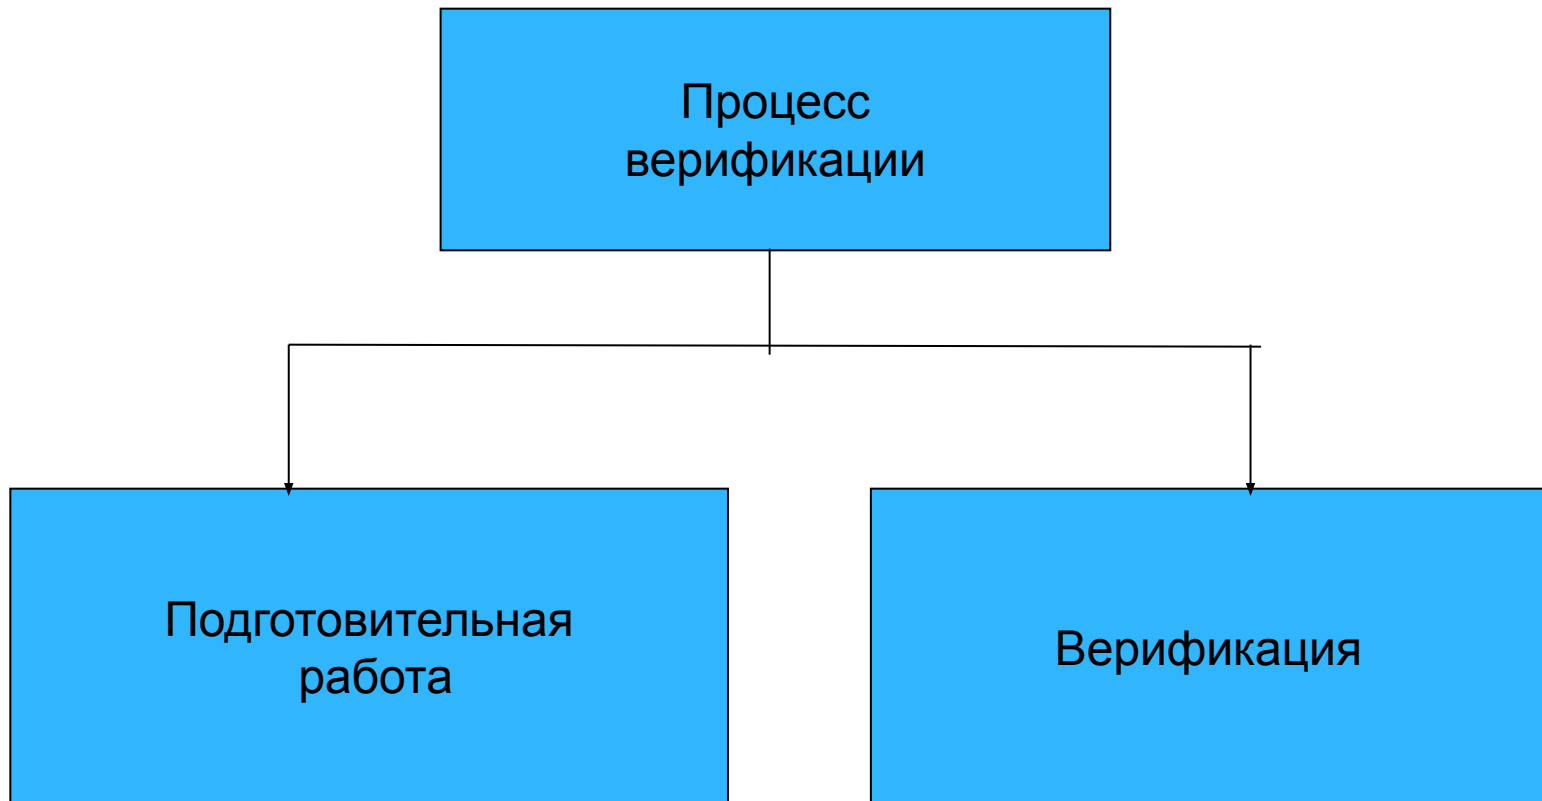 Процесс
верификации
Подготовительная
работа
Верификация